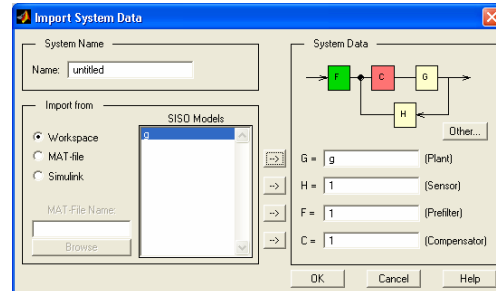 Import System Data
System Name
Name: untitled
Import from
Workspace
MAT-file
Simulink
MAT-File Name:
Browse
SISO Models
g
-->
-->
-->
-->
System Data
F
C
G
H
Other...
G = g (Plant)
H = 1 (Sensor)
F = 1 (Prefilter)
C = 1 (Compensator)
OK Cancel Help